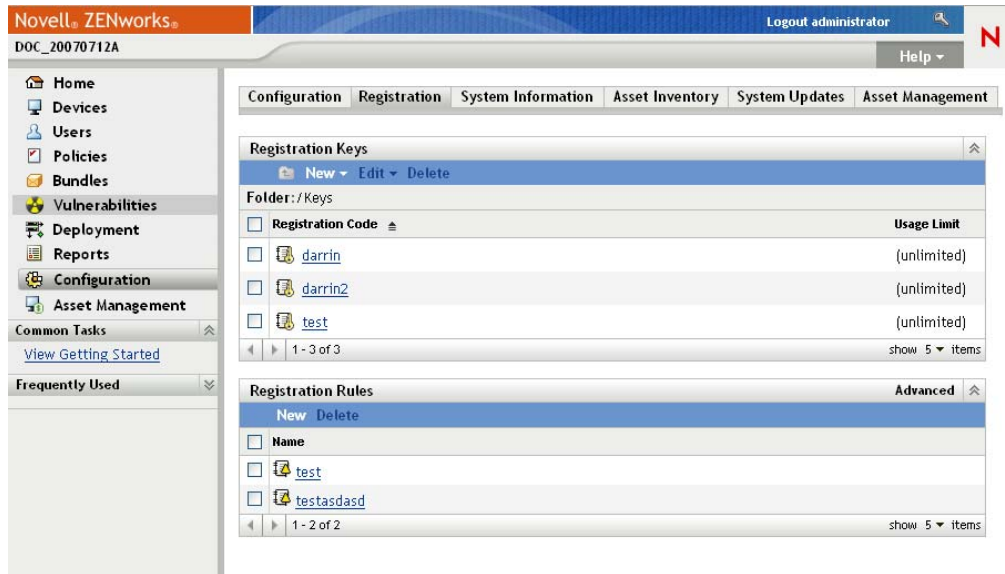 Novell® ZENworks®
Logout administrator
N
DOC_20070712A
Help
Home
Devices
Users
Policies
Bundles
Vulnerabilities
Deployment
Reports
Configuration
Asset Management
Common Tasks
View Getting Started
Frequently Used
Configuration Registration System Information Asset Inventory System Updates Asset Management
Registration Keys
New Edit Delete
Folder:/Keys
Registration Code Usage Limit
darrin (unlimited)
darrin2 (unlimited)
test (unlimited)
1 - 3 of 3 show 5 items
Registration Rules Advanced
New Delete
Name
test
testasdasd
1 - 2 of 2 show 5 items